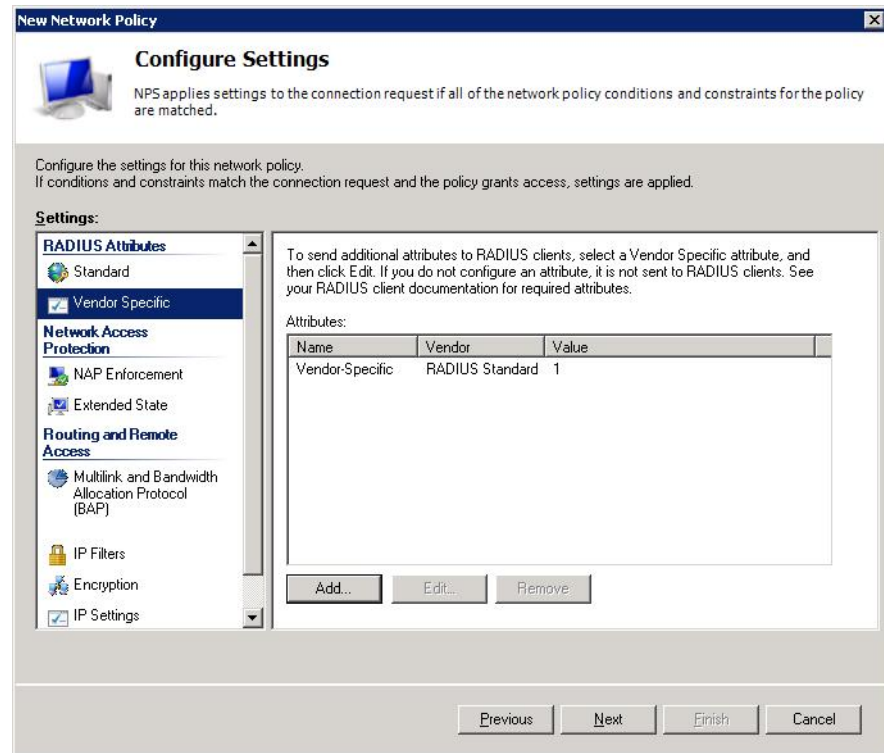 New Network Policy
Configure Settings
NPS applies settings to the connection request if all of the network policy conditions and constraints for the policy
are matched.
Configure the settings for this network policy.
If conditions and constraints match the connection request and the policy grants access, settings are applied.
Settings:
RADIUS Attributes
Standard
Vendor Specific
Network Access
Protection
NAP Enforcement
Extended State
Routing and Remote
Access
Multilink and Bandwidth
Allocation Protocol
(BAP)
IP Filters
Encryption
IP Settings
To send additional attributes to RADIUS clients, select a Vendor Specific attribute, and
then click Edit. If you do not configure an attribute, it is not sent to RADIUS clients. See
your RADIUS client documentation for required attributes.
Attributes:
Name Vendor Value
Vendor-Specific RADIUS Standard 1
Add... Edit... Remove
Previous Next Finish Cancel